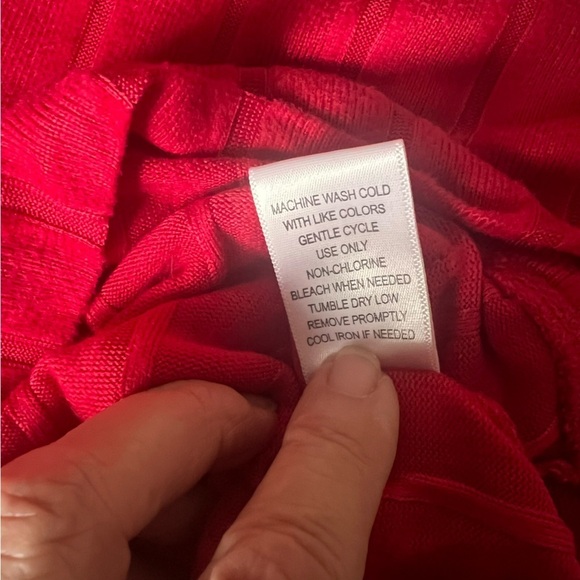 MACHINE WASH COLD
WITH LIKE COLORS
GENTLE CYCLE
USE ONLY
NON-CHLORINE
BLEACH WHEN NEEDED
TUMBLE DRY LOW
REMOVE PROMPTLY
COOL IRON IF NEEDED